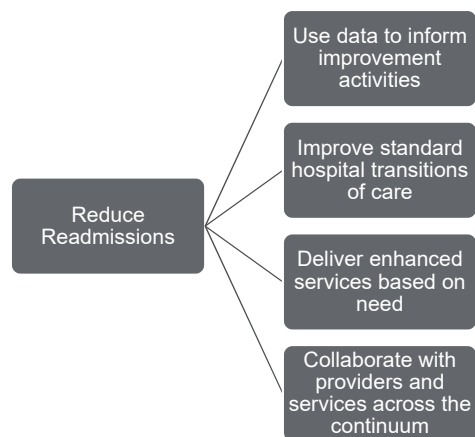 Use data to inform
improvement
activities
Improve standard
hospital transitions
of care
Reduce
Readmissions
Deliver enhanced
services based on
need
Collaborate with
providers and
services across the
continuum